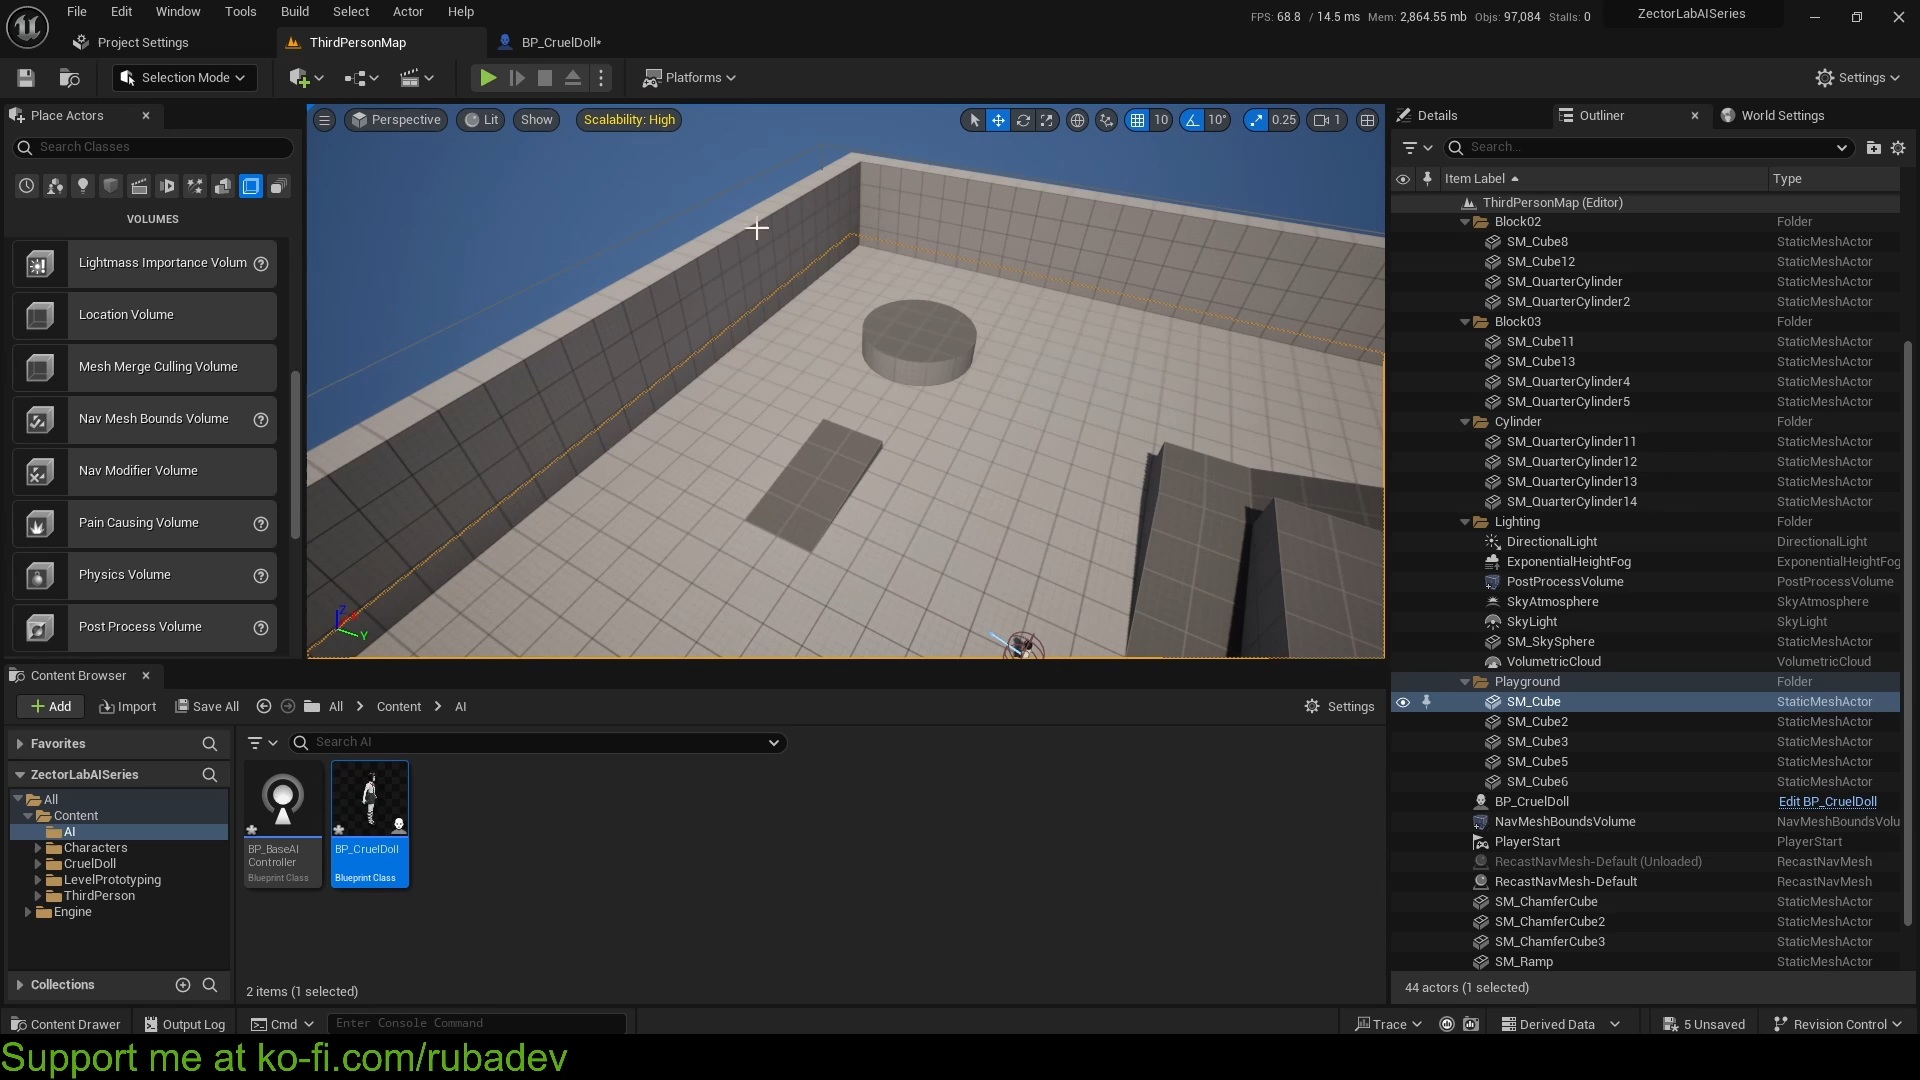 File Edit Window Tools Build Select Actor Help
FPS: 68.8 / 14.5 ms Mem: 2,864.55 mb Objs: 97,084 Stalls: 0
ZectorLabAISeries
Project Settings
ThirdPersonMap
BP_CruelDoll*
Selection Mode
Platforms
Settings
Place Actors
Search Classes
VOLUMES
Lightmass Importance Volum
Location Volume
Mesh Merge Culling Volume
Nav Mesh Bounds Volume
Nav Modifier Volume
Pain Causing Volume
Physics Volume
Post Process Volume
Perspective Lit Show Scalability: High
10 10° 0.25 1
Z
Y
Details Outliner World Settings
Search...
Item Label Type
ThirdPersonMap (Editor)
Block02 Folder
SM_Cube8 StaticMeshActor
SM_Cube12 StaticMeshActor
SM_QuarterCylinder StaticMeshActor
SM_QuarterCylinder2 StaticMeshActor
Block03 Folder
SM_Cube11 StaticMeshActor
SM_Cube13 StaticMeshActor
SM_QuarterCylinder4 StaticMeshActor
SM_QuarterCylinder5 StaticMeshActor
Cylinder Folder
SM_QuarterCylinder11 StaticMeshActor
SM_QuarterCylinder12 StaticMeshActor
SM_QuarterCylinder13 StaticMeshActor
SM_QuarterCylinder14 StaticMeshActor
Lighting Folder
DirectionalLight DirectionalLight
ExponentialHeightFog ExponentialHeightFog
PostProcessVolume PostProcessVolume
SkyAtmosphere SkyAtmosphere
SkyLight SkyLight
SM_SkySphere StaticMeshActor
VolumetricCloud VolumetricCloud
Playground Folder
SM_Cube StaticMeshActor
SM_Cube2 StaticMeshActor
SM_Cube3 StaticMeshActor
SM_Cube5 StaticMeshActor
SM_Cube6 StaticMeshActor
BP_CruelDoll Edit BP_CruelDoll
NavMeshBoundsVolume NavMeshBoundsVolu
PlayerStart PlayerStart
RecastNavMesh-Default (Unloaded) RecastNavMesh
RecastNavMesh-Default RecastNavMesh
SM_ChamferCube StaticMeshActor
SM_ChamferCube2 StaticMeshActor
SM_ChamferCube3 StaticMeshActor
SM_Ramp StaticMeshActor
44 actors (1 selected)
Content Browser
Add Import Save All All Content AI Settings
Favorites
ZectorLabAISeries
All
Content
AI
Characters
CruelDoll
LevelPrototyping
ThirdPerson
Engine
Collections
Search AI
BP_BaseAI
Controller
Blueprint Class
BP_CruelDoll
Blueprint Class
2 items (1 selected)
Content Drawer Output Log Cmd Enter Console Command
Trace Derived Data 5 Unsaved Revision Control
Support me at ko-fi.com/rubadev